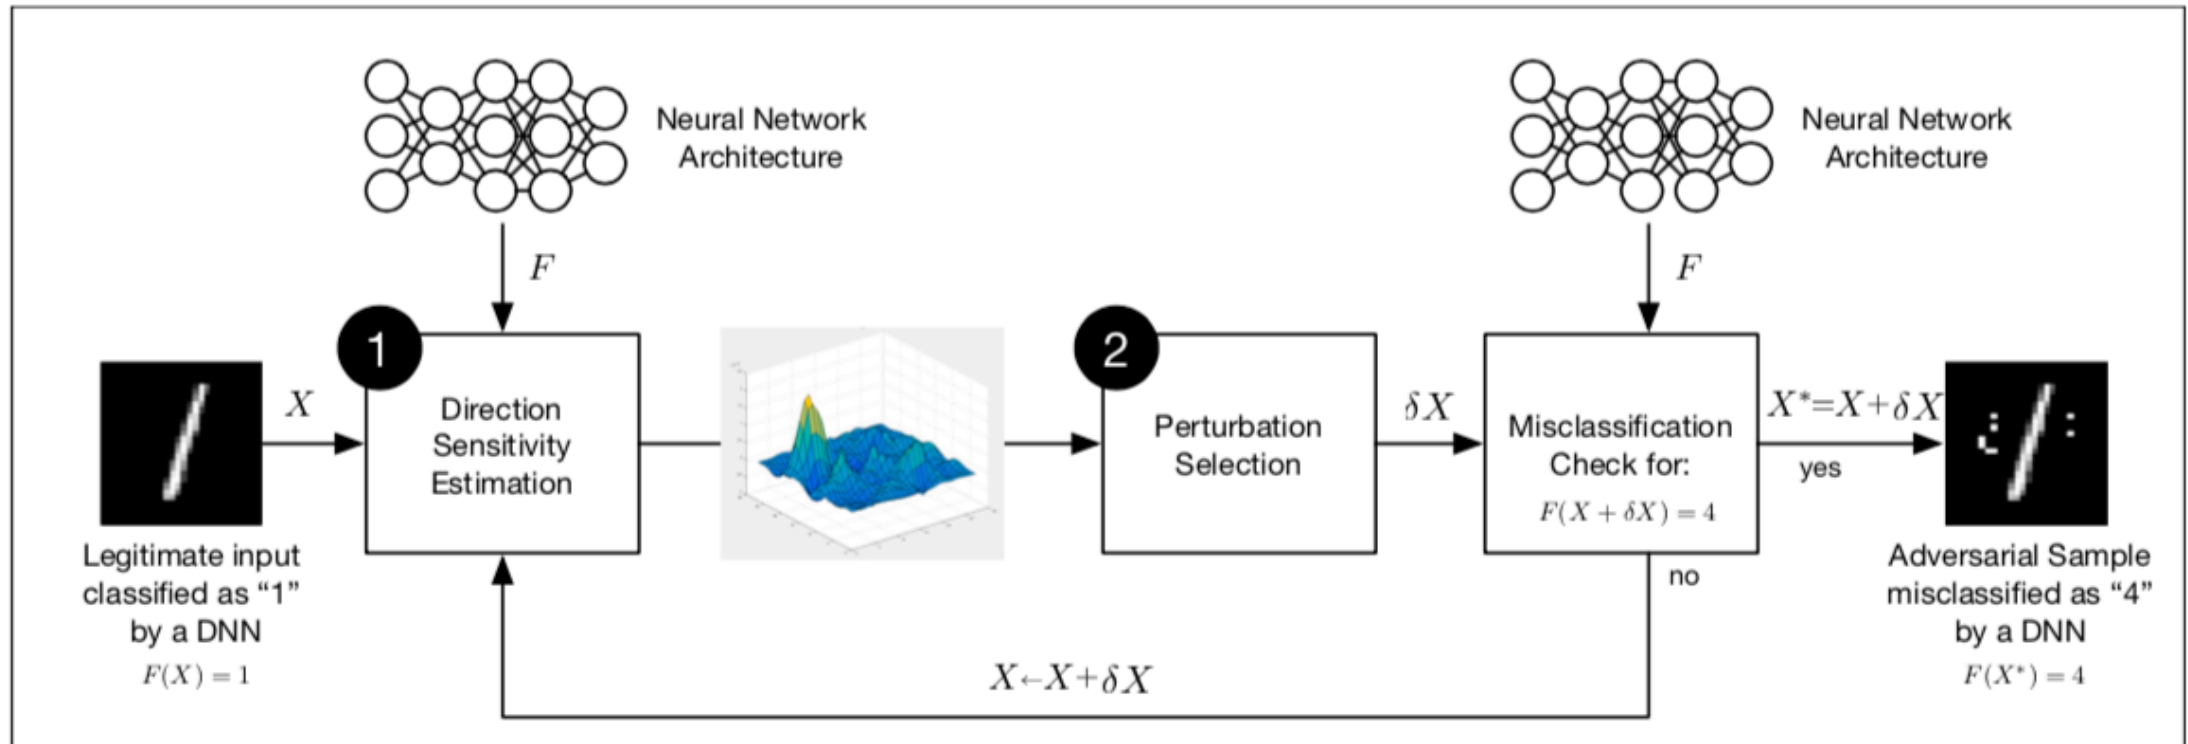 Neural Network
Architecture
Neural Network
Architecture
F
F
1
2
X
Direction
Sensitivity
Estimation
Perturbation
Selection
δX
Misclassification
Check for:
F(X + δX) = 4
X*=X+δX
yes
no
Legitimate input
classified as “1”
by a DNN
F(X) = 1
Adversarial Sample
misclassified as “4”
by a DNN
F(X*) = 4
X←X+δX